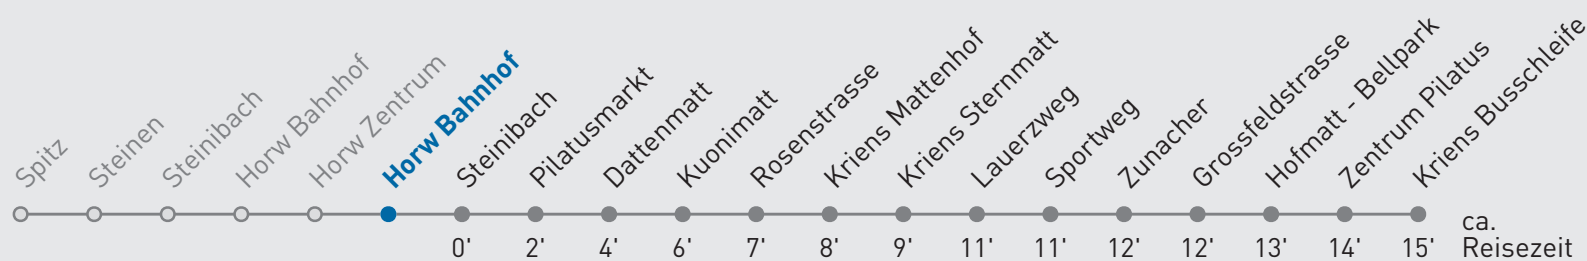 Spitz
Steinen
Steinibach
Horw Bahnhof
Horw Zentrum
Horw Bahnhof
Steinibach
Pilatusmarkt
Dattenmatt
Kuonimatt
Rosenstrasse
Kriens Mattenhof
Kriens Sternmatt
Lauerzweg
Sportweg
Zunacher
Grossfeldstrasse
Hofmatt - Bellpark
Zentrum Pilatus
Kriens Busschleife
ca.
0' 2' 4' 6' 7' 8' 9' 11' 11' 12' 12' 13' 14' 15' Reisezeit